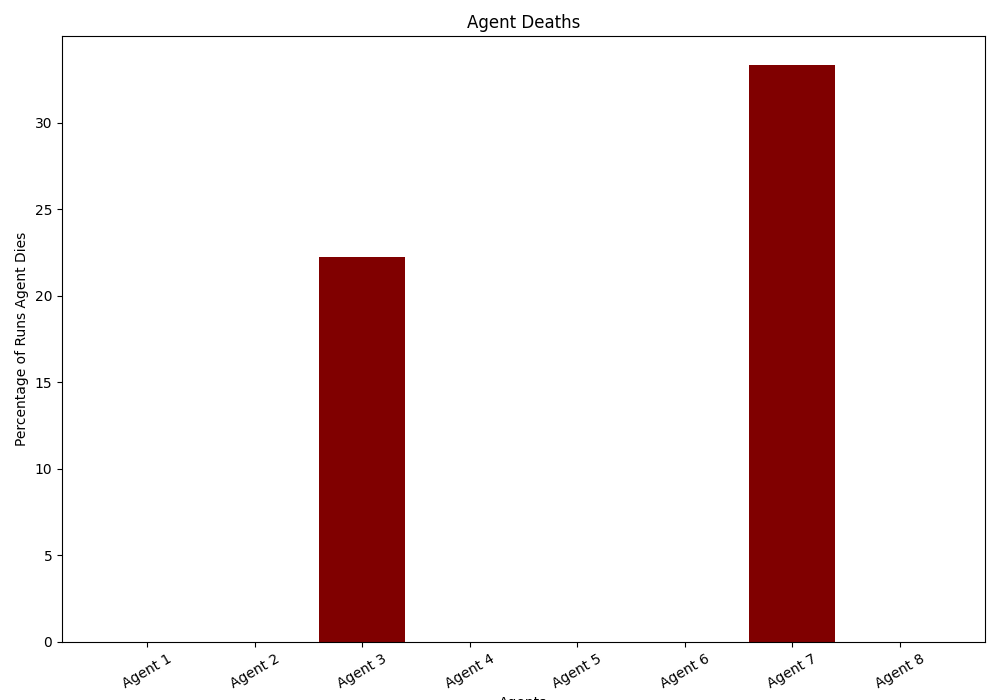 Agent Deaths
Percentage of Runs Agent Dies
30
25
20
15
10
5
0
Agent 1
Agent 2
Agent 3
Agent 4
Agent 5
Agent 6
Agent 7
Agent 8
Agents